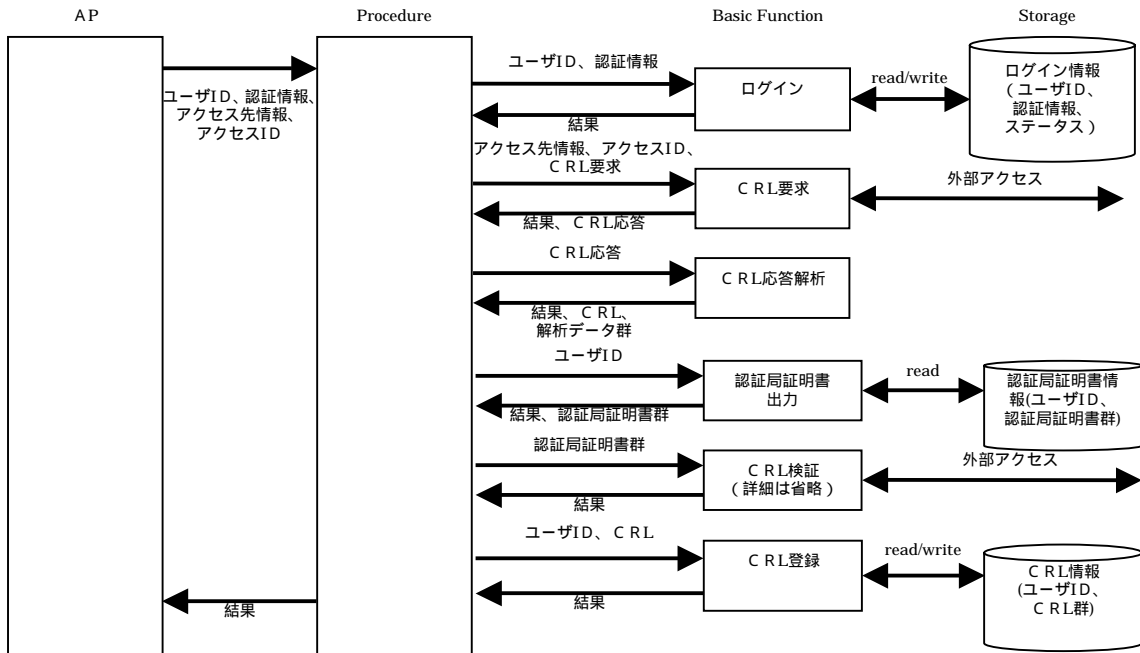 AP
Procedure
Basic Function
Storage
ユーザID、認証情報、
アクセス先情報、
アクセスID
ユーザID、認証情報
ログイン
read/write
ログイン情報
(ユーザID、
認証情報、
ステータス)
結果
アクセス先情報、アクセスID、
CRL要求
CRL要求
外部アクセス
結果、CRL応答
CRL応答
CRL応答解析
結果、CRL、
解析データ群
ユーザID
認証局証明書
出力
read
認証局証明書情
報(ユーザID、
認証局証明書群)
結果、認証局証明書群
認証局証明書群
CRL検証
(詳細は省略)
外部アクセス
結果
ユーザID、CRL
CRL登録
read/write
CRL情報
(ユーザID、
CRL群)
結果
結果